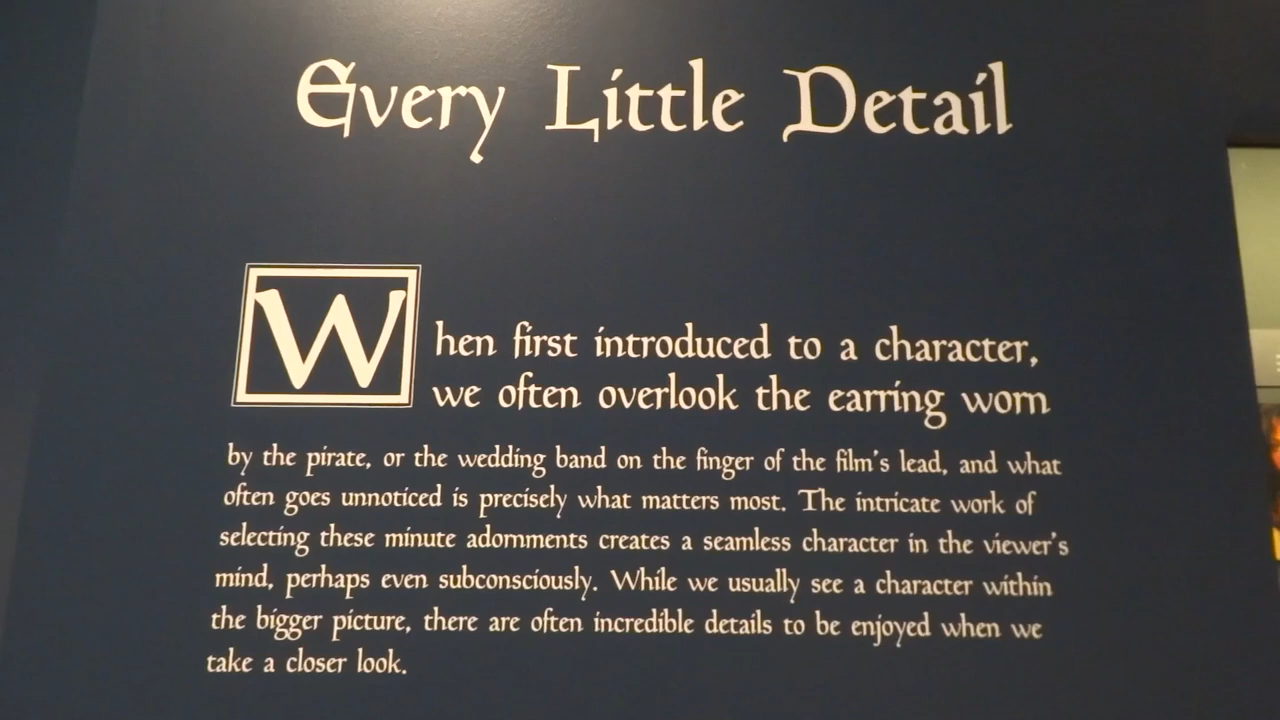 Every Little Detail
When first introduced to a character,
we often overlook the earring worn
by the pirate, or the wedding band on the finger of the film's lead, and what
often goes unnoticed is precisely what matters most. The intricate work of
selecting these minute adornments creates a seamless character in the viewer's
mind, perhaps even subconsciously. While we usually see a character within
the bigger picture, there are often incredible details to be enjoyed when we
take a closer look.